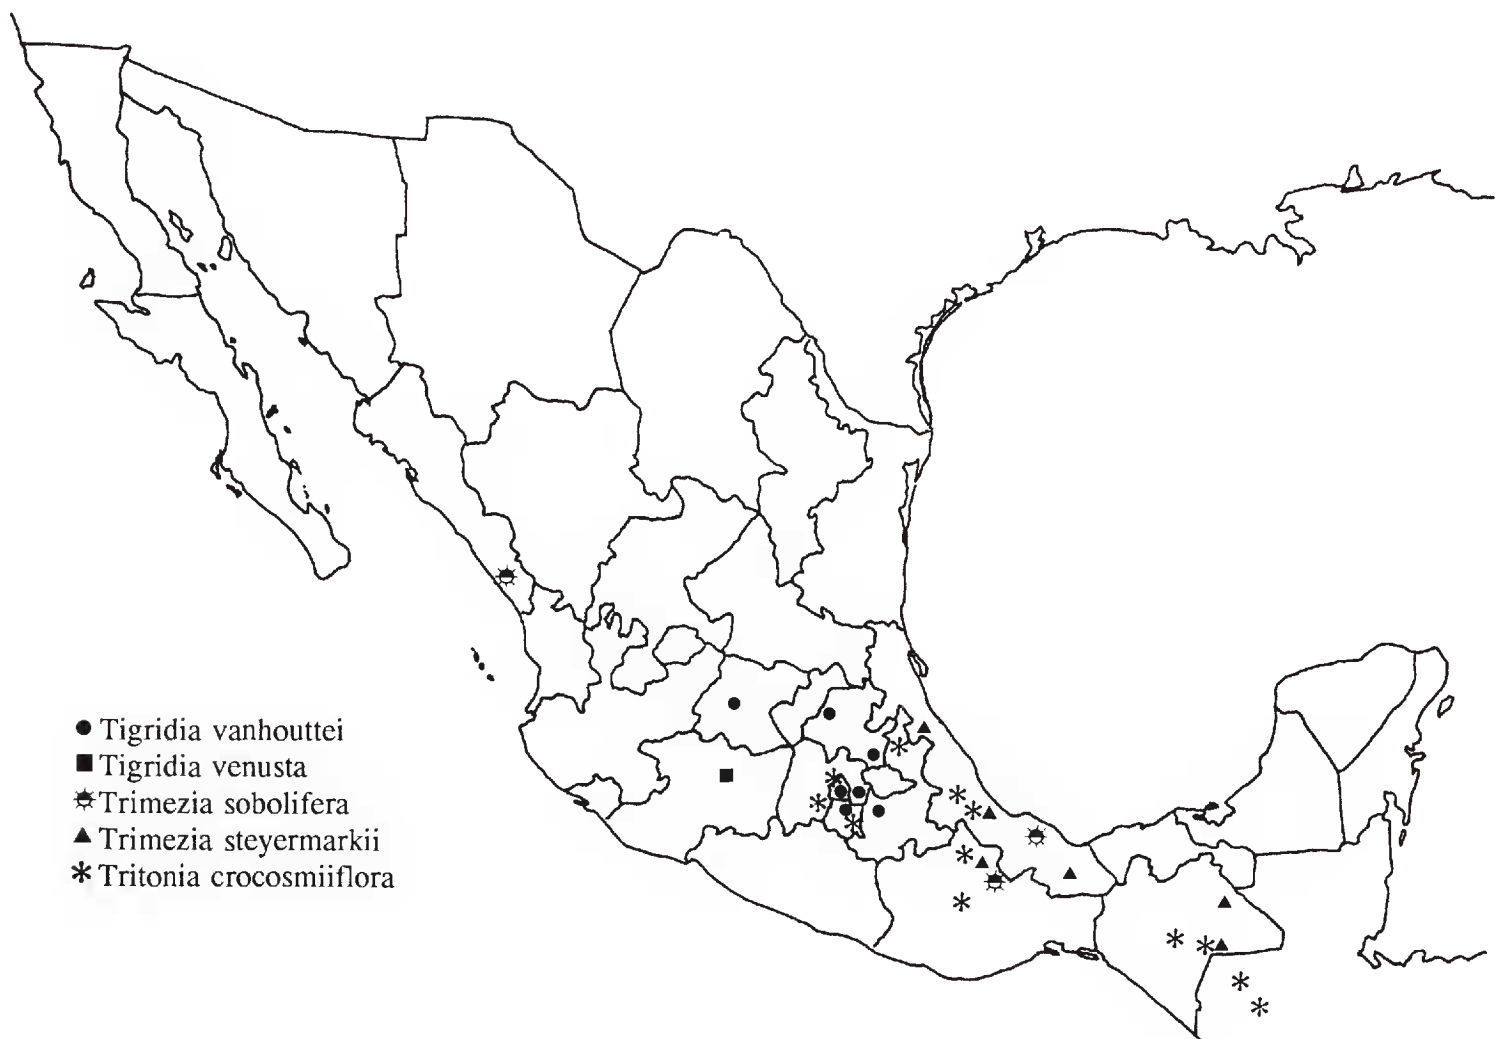 Tigridia vanhouttei
Tigridia venusta
Trimezia sobolifera
Trimezia steyermarkii
Tritonia crocosmiiflora